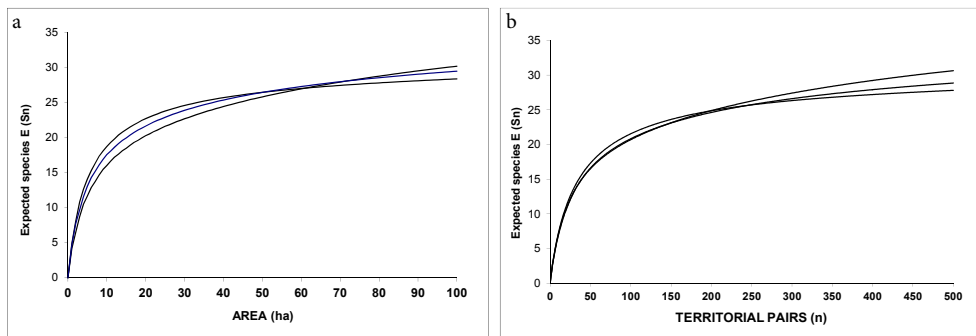 a
Expected species E (Sn)
35
30
25
20
15
10
5
0
0 10 20 30 40 50 60 70 80 90 100
AREA (ha)
b
Expected species E (Sn)
35
30
25
20
15
10
5
0
0 50 100 150 200 250 300 350 400 450 500
TERRITORIAL PAIRS (n)